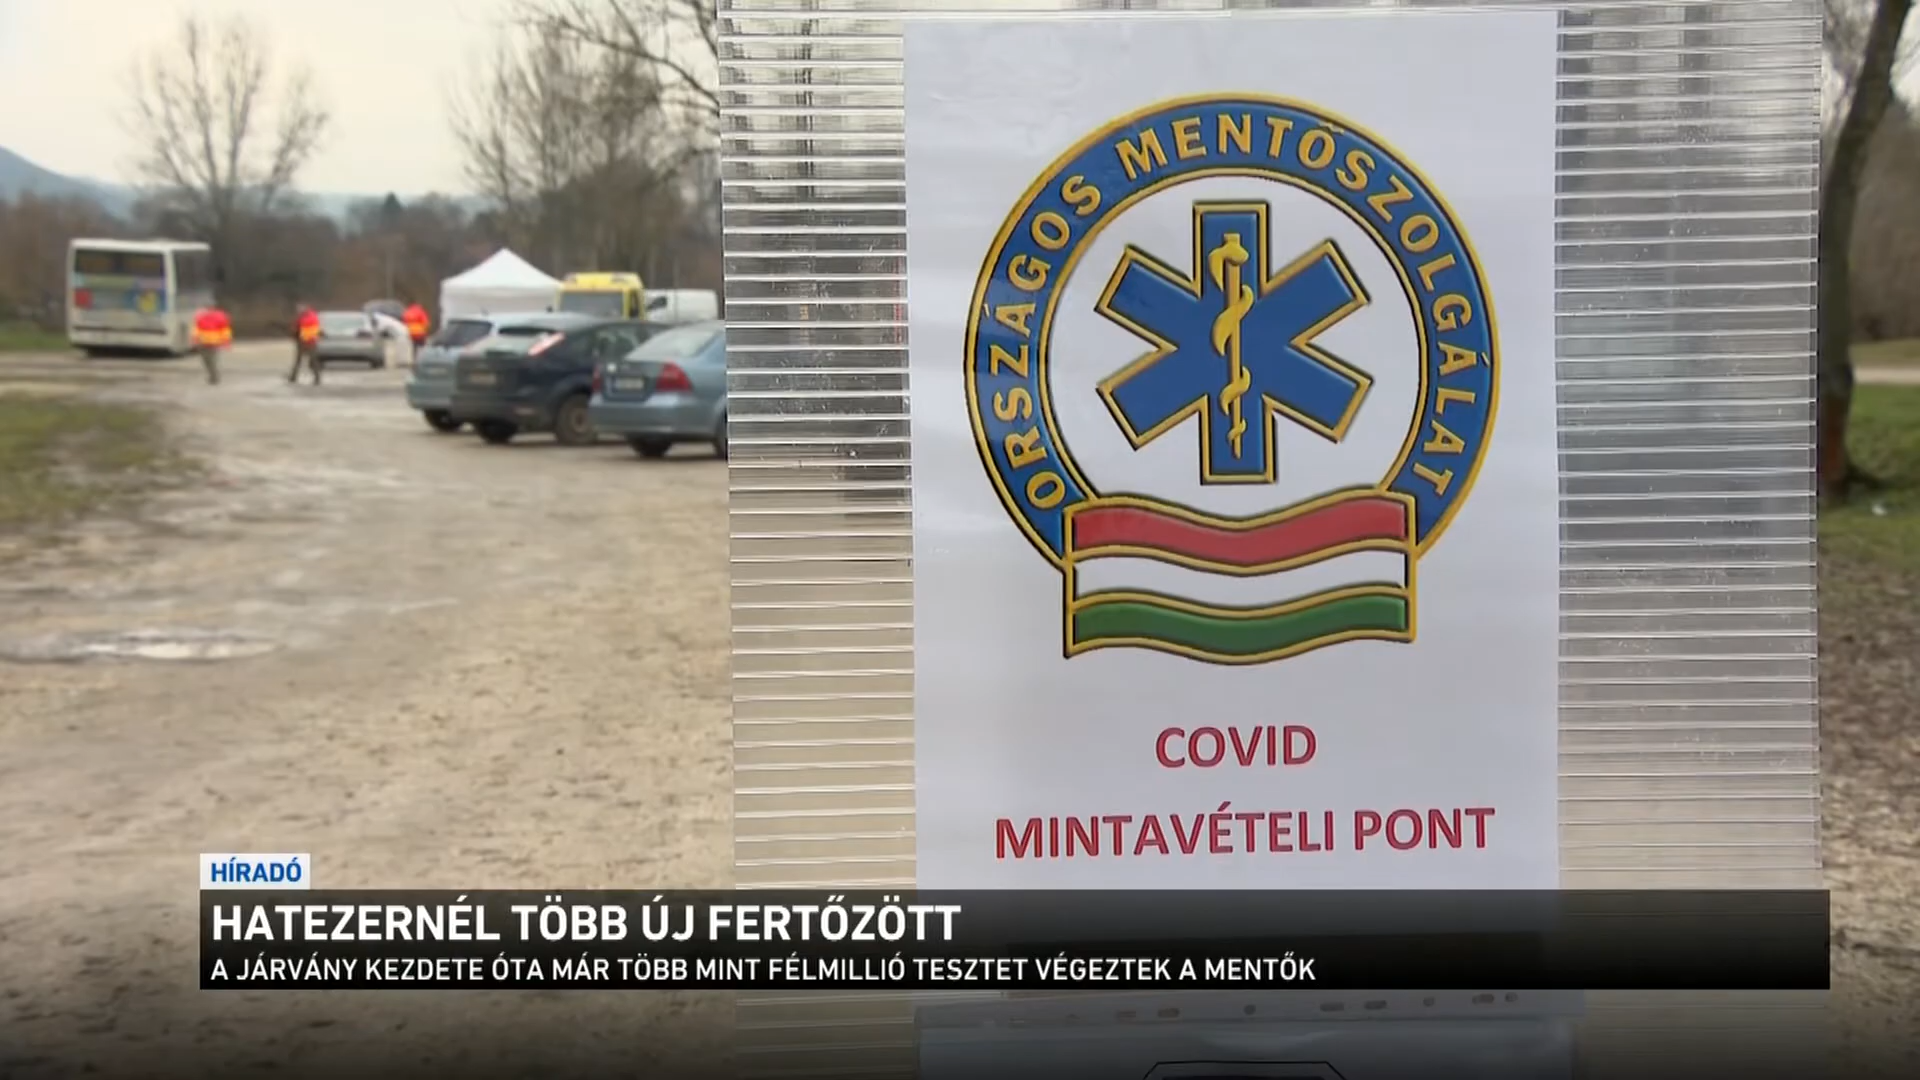 ORSZÁGOS MENTŐSZOLGÁLAT
COVID
MINTAVÉTELI PONT
HÍRADÓ
HATEZERNÉL TÖBB ÚJ FERTŐZÖTT
A JÁRVÁNY KEZDETE ÓTA MÁR TÖBB MINT FÉLMILLIÓ TESZTET VÉGEZTEK A MENTŐK